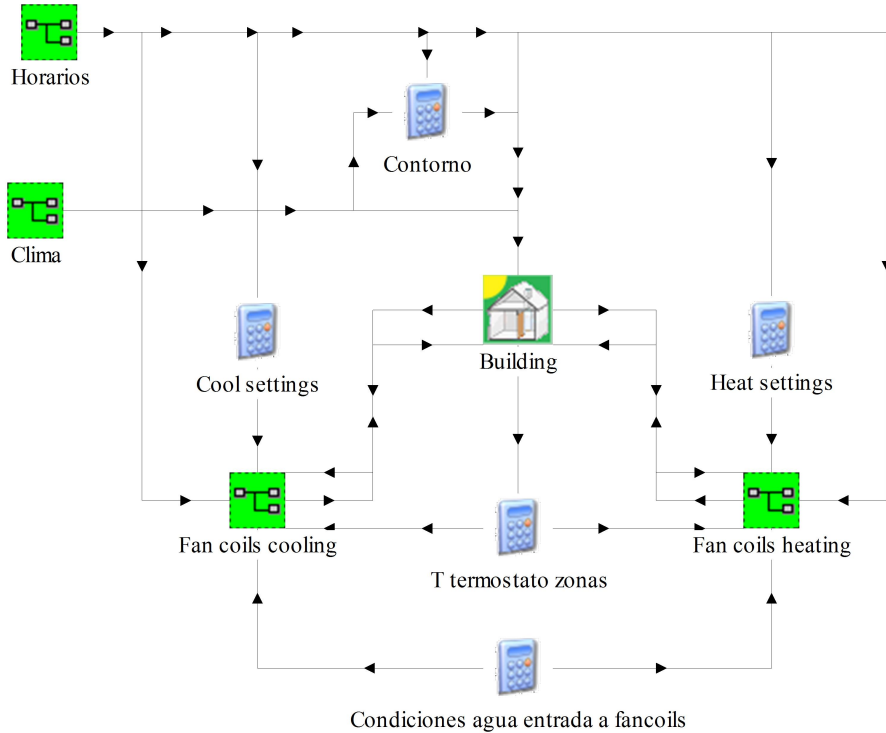 Horarios
Contorno
Clima
Building
Cool settings
Heat settings
Fan coils cooling
Fan coils heating
T termostato zonas
Condiciones agua entrada a fancoils